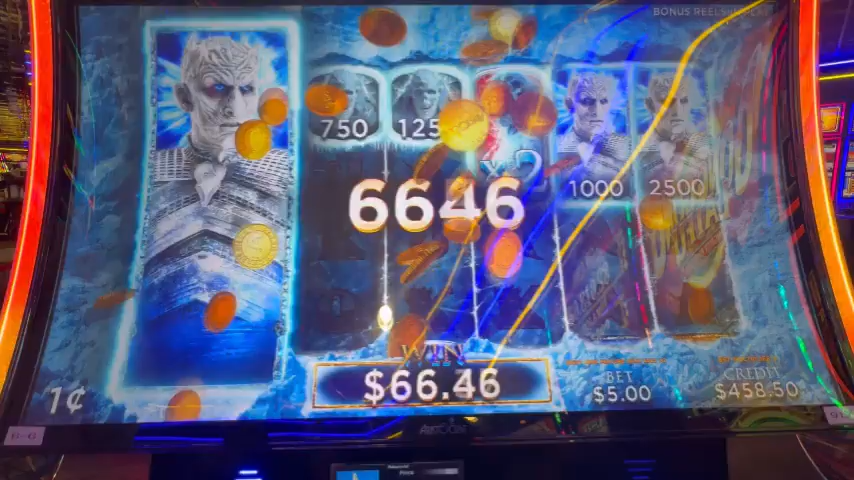 BONUS REELS
750
125
x2
1000
2500
6646
WIN
$66.46
1¢
BET
$5.00
CREDIT
$458.50